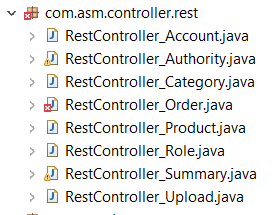 com.asm.controller.rest
RestController_Account.java
RestController_Authority.java
RestController_Category.java
RestController_Order.java
RestController_Product.java
RestController_Role.java
RestController_Summary.java
RestController_Upload.java